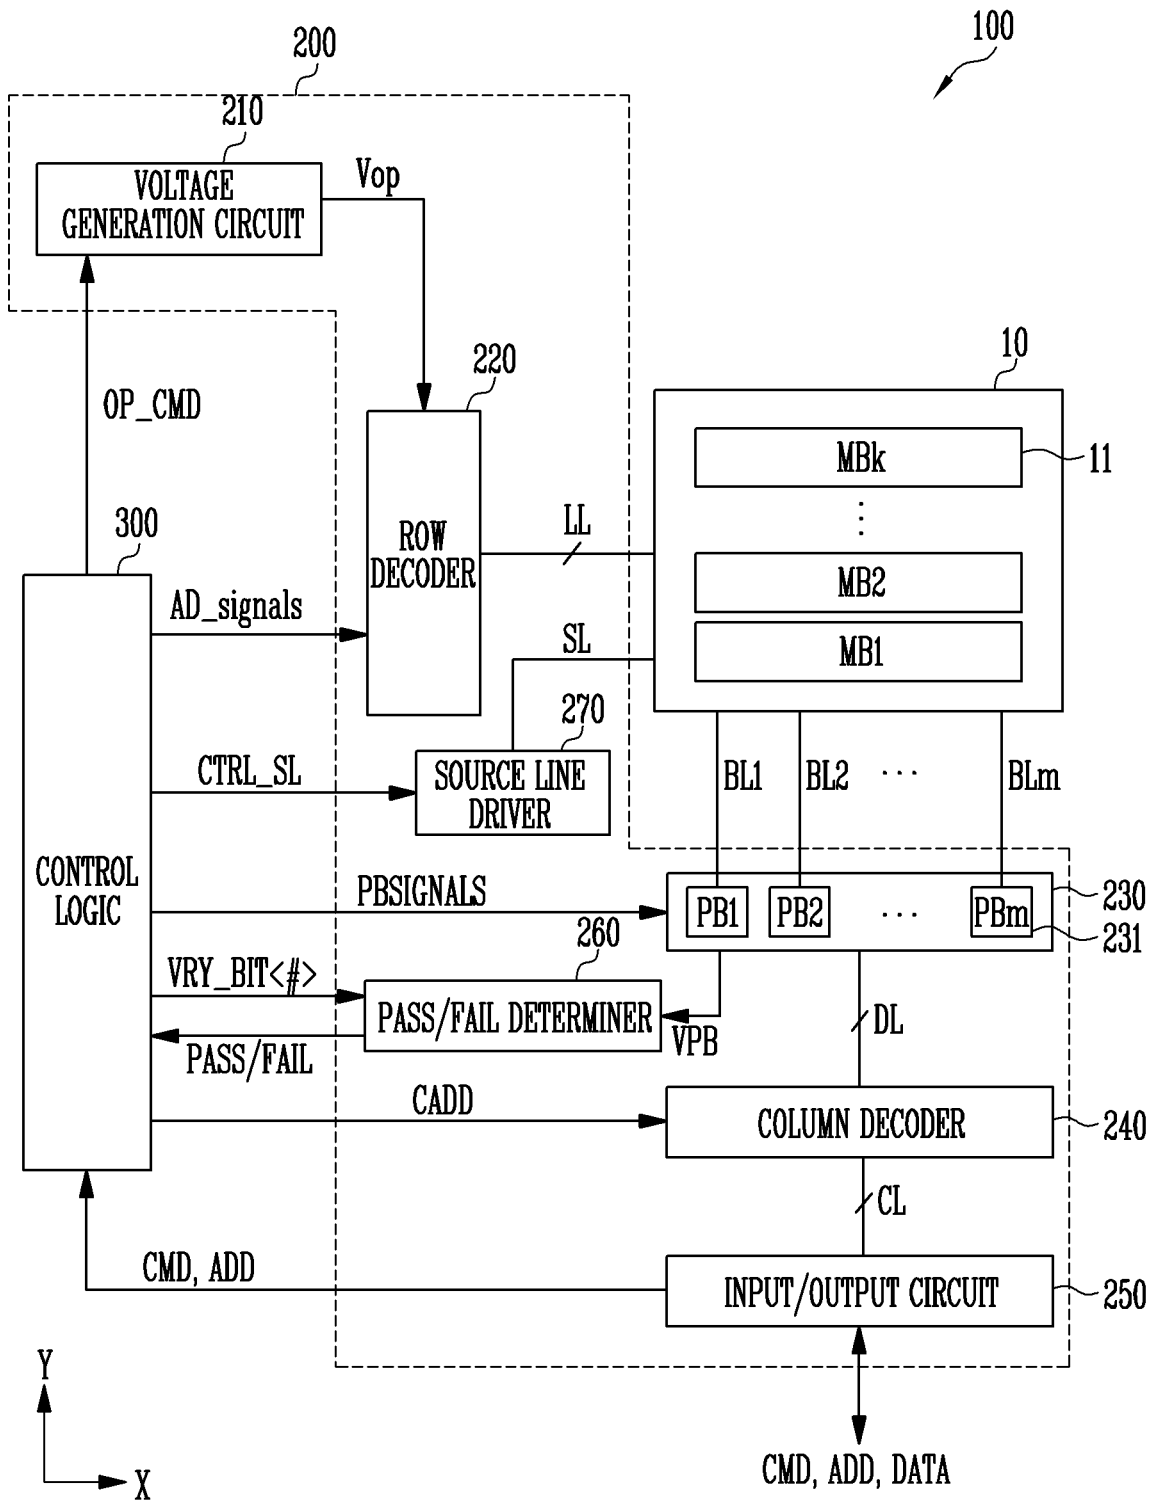 100
200
210
VOLTAGE
GENERATION CIRCUIT
Vop
220
10
OP_CMD
MBk
11
300
ROW
DECODER
LL
MB2
AD_signals
SL
MB1
270
CTRL_SL
SOURCE LINE
DRIVER
BL1
BL2
...
BLm
CONTROL
LOGIC
PBSIGNALS
PB1
PB2
...
PBm
230
231
260
VRY_BIT<#>
PASS/FAIL DETERMINER
PASS/FAIL
VPB
DL
CADD
COLUMN DECODER
240
CL
CMD, ADD
INPUT/OUTPUT CIRCUIT
250
Y
X
CMD, ADD, DATA